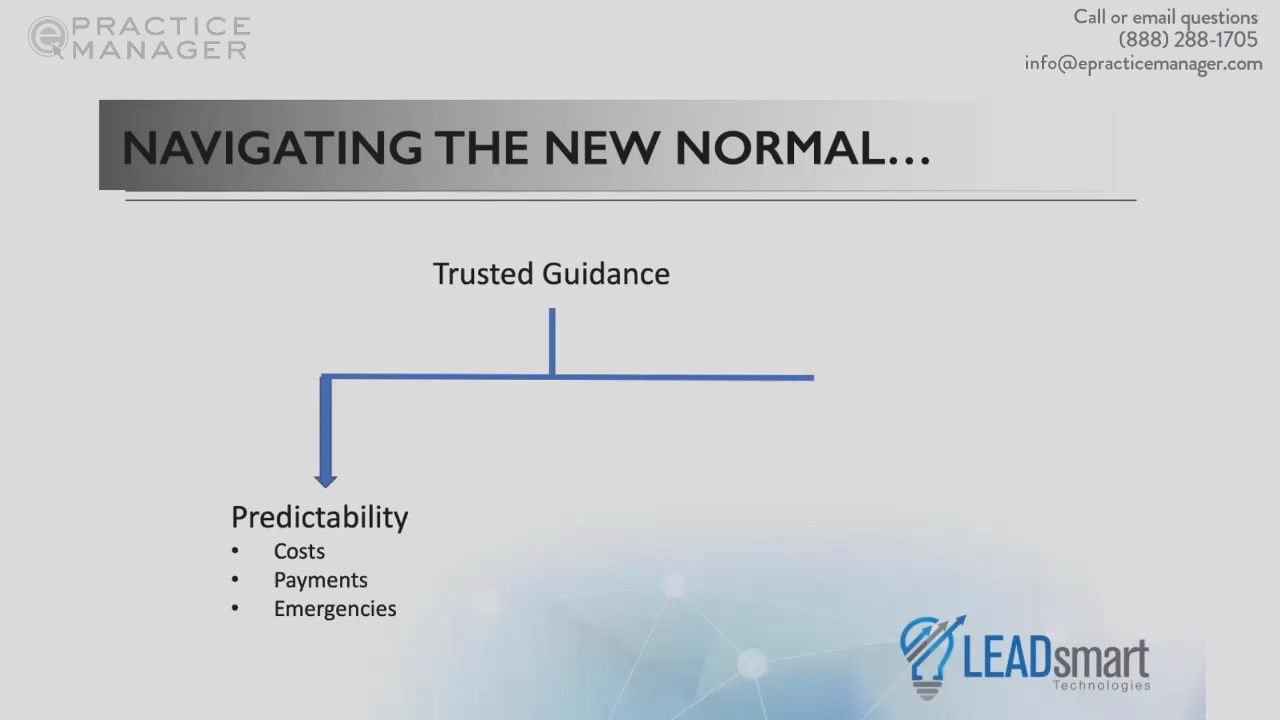 ePRACTICE
MANAGER
Call or email questions
(888) 288-1705
info@epracticemanager.com
NAVIGATING THE NEW NORMAL...
Trusted Guidance
Predictability
• Costs
• Payments
• Emergencies
LEADsmart
Technologies